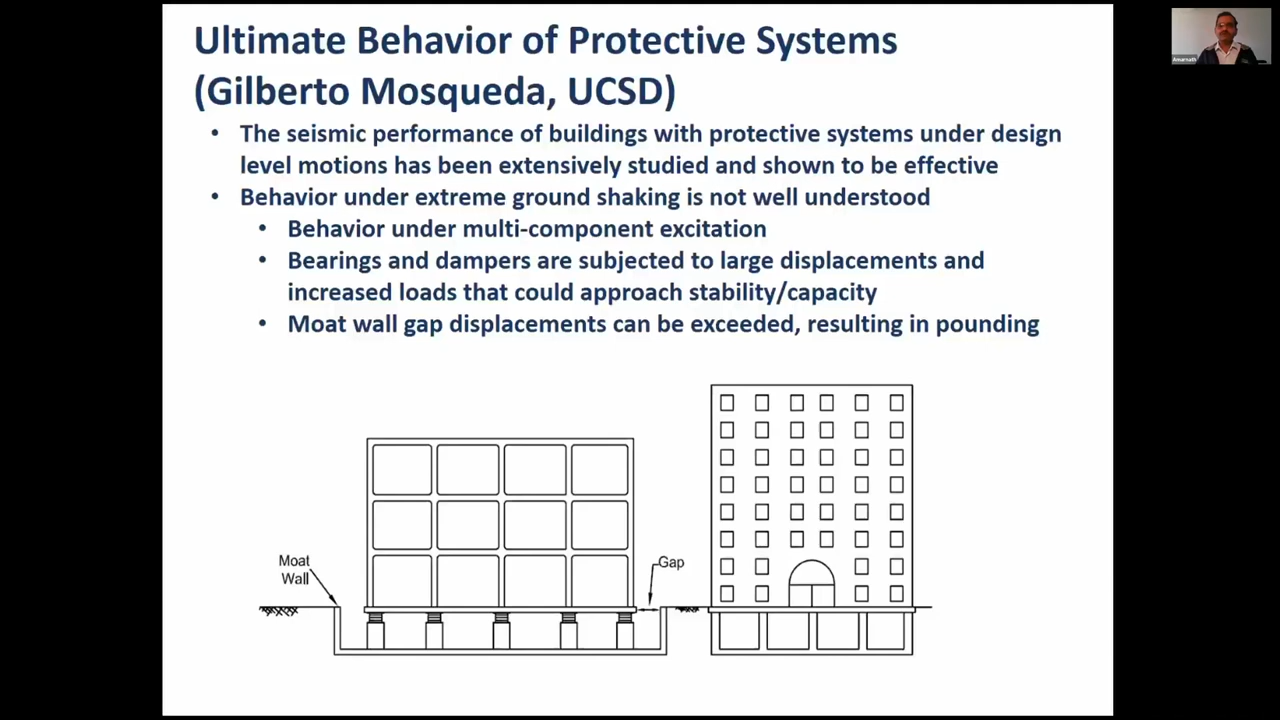 Ultimate Behavior of Protective Systems
(Gilberto Mosqueda, UCSD)
• The seismic performance of buildings with protective systems under design
level motions has been extensively studied and shown to be effective
• Behavior under extreme ground shaking is not well understood
• Behavior under multi-component excitation
• Bearings and dampers are subjected to large displacements and
increased loads that could approach stability/capacity
• Moat wall gap displacements can be exceeded, resulting in pounding
Moat
Wall
Gap
Amarnath